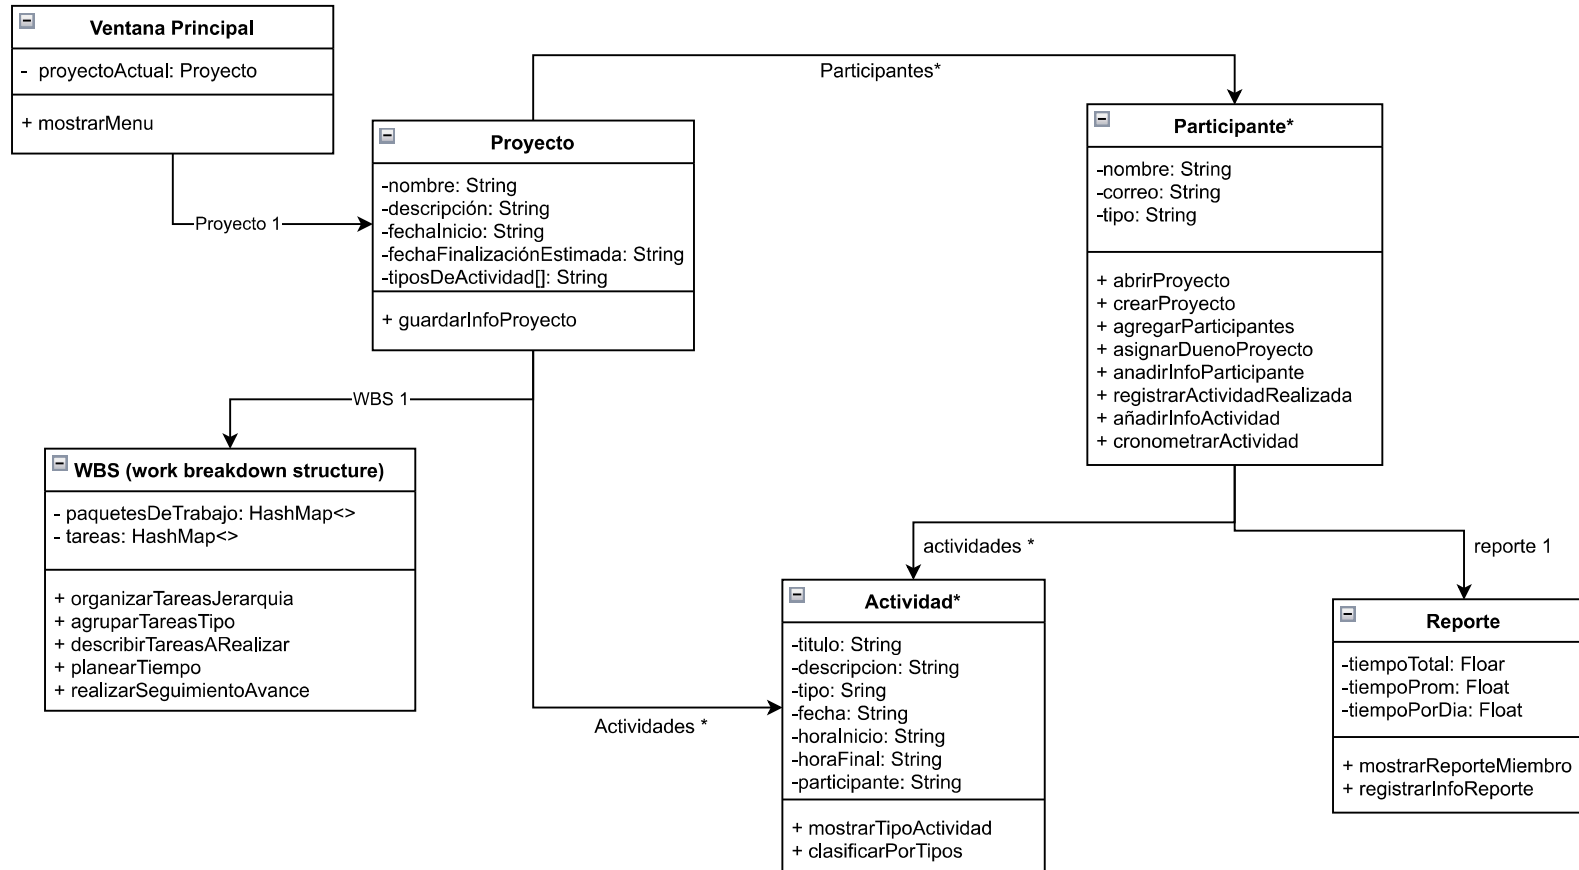 Ventana Principal
- proyectoActual: Proyecto
+ mostrarMenu
Participantes*
Proyecto
-nombre: String
-descripción: String
-fechaInicio: String
-fechaFinalizaciónEstimada: String
-tiposDeActividad[]: String
+ guardarInfoProyecto
Participante*
-nombre: String
-correo: String
-tipo: String
+ abrirProyecto
+ crearProyecto
+ agregarParticipantes
+ asignarDuenoProyecto
+ anadirInfoParticipante
+ registrarActividadRealizada
+ añadirInfoActividad
+ cronometrarActividad
Proyecto 1
WBS 1
WBS (work breakdown structure)
- paquetesDeTrabajo: HashMap<>
- tareas: HashMap<>
+ organizarTareasJerarquia
+ agruparTareasTipo
+ describirTareasARealizar
+ planearTiempo
+ realizarSeguimientoAvance
actividades *
reporte 1
Actividades *
Actividad*
-titulo: String
-descripcion: String
-tipo: Sring
-fecha: String
-horaInicio: String
-horaFinal: String
-participante: String
+ mostrarTipoActividad
+ clasificarPorTipos
Reporte
-tiempoTotal: Floar
-tiempoProm: Float
-tiempoPorDia: Float
+ mostrarReporteMiembro
+ registrarInfoReporte